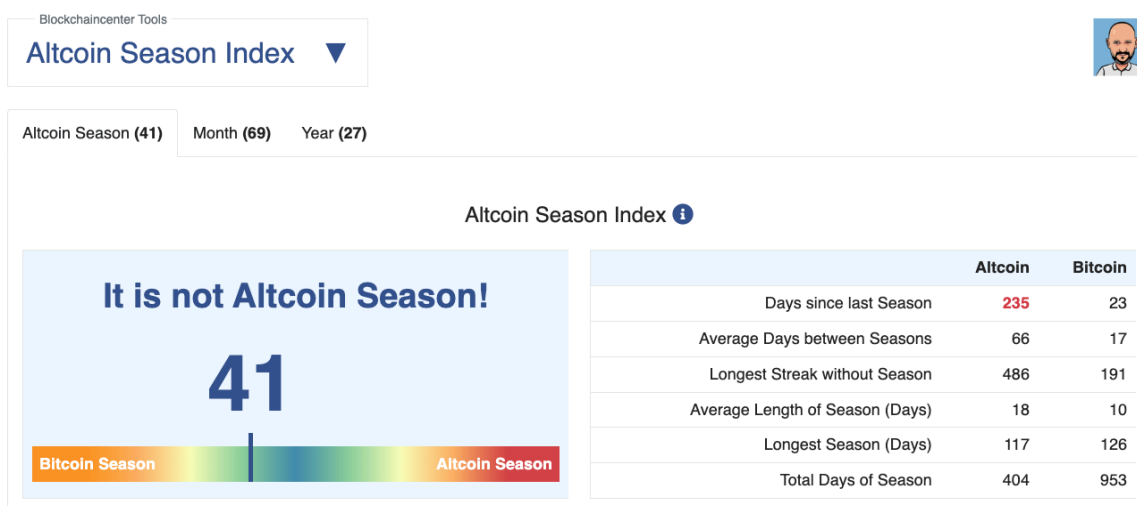 Blockchaincenter Tools
Altcoin Season Index ▼
Altcoin Season (41) Month (69) Year (27)
Altcoin Season Index
It is not Altcoin Season!
41
Bitcoin Season Altcoin Season
Altcoin Bitcoin
Days since last Season 235 23
Average Days between Seasons 66 17
Longest Streak without Season 486 191
Average Length of Season (Days) 18 10
Longest Season (Days) 117 126
Total Days of Season 404 953